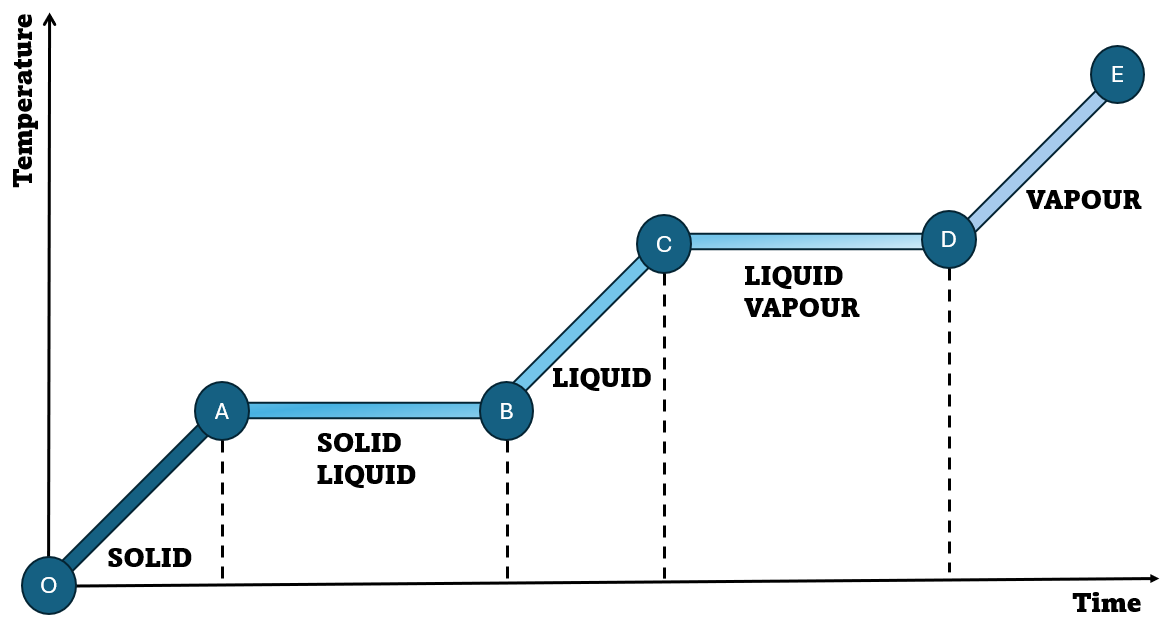 Temperature
E
VAPOUR
C
D
LIQUID
VAPOUR
LIQUID
A
B
SOLID
LIQUID
SOLID
O
Time